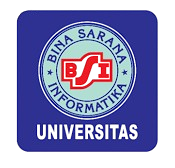 BINA SARANA
BSI
INFORMATIKA
UNIVERSITAS